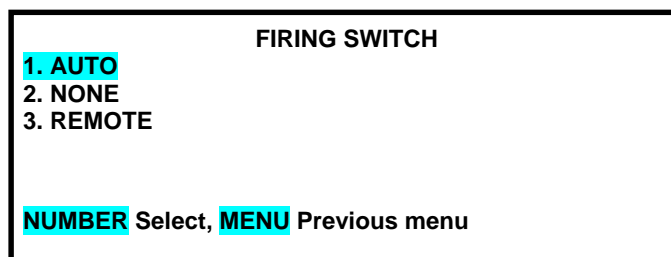 FIRING SWITCH
1. AUTO
2. NONE
3. REMOTE
NUMBER Select, MENU Previous menu